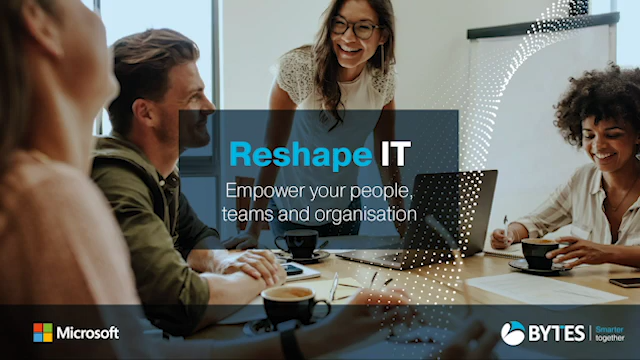 Reshape IT
Empower your people,
teams and organisation
Microsoft
BYTES
Smarter
together